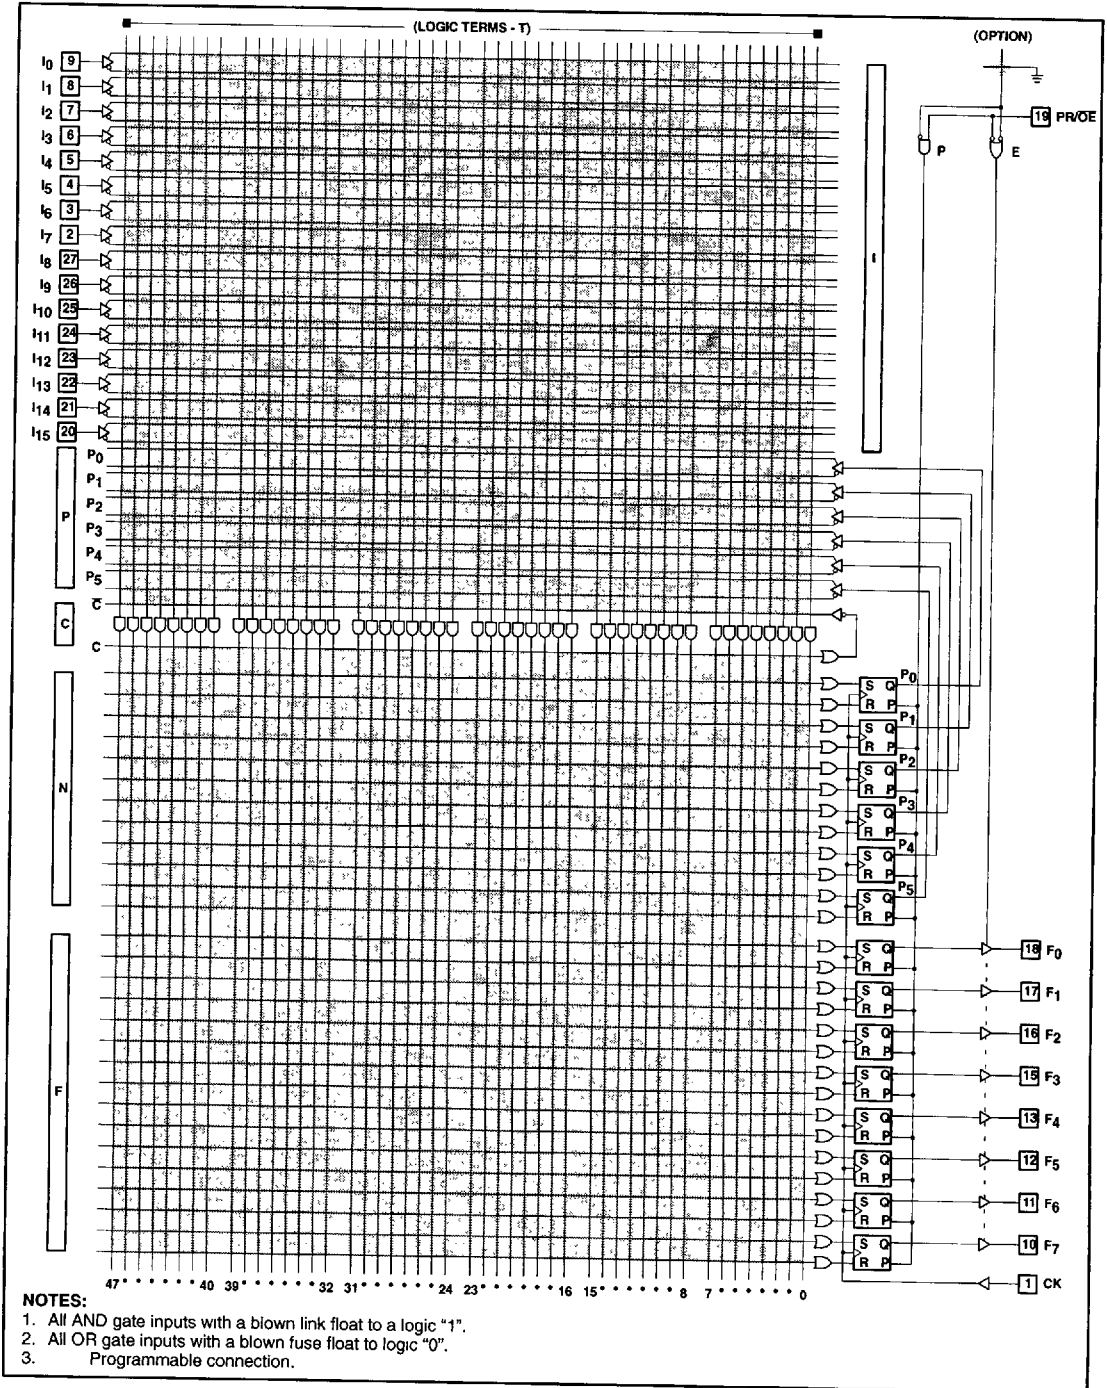 (LOGIC TERMS - T)
(OPTION)
I0 9
I1 8
I2 7
I3 6
I4 5
I5 4
I6 3
I7 2
I8 27
I9 26
I10 25
I11 24
I12 23
I13 22
I14 21
I15 20
I
19 PR/O̅E̅
P
E
P
P0
P1
P2
P3
P4
P5
C
C̅
C
N
S Q P0
R P
S Q P1
R P
S Q P2
R P
S Q P3
R P
S Q P4
R P
S Q P5
R P
F
S Q 18 F0
R P
S Q 17 F1
R P
S Q 16 F2
R P
S Q 15 F3
R P
S Q 13 F4
R P
S Q 12 F5
R P
S Q 11 F6
R P
S Q 10 F7
R P
1 CK
47 • • • • • • 40 39 • • • • • • 32 31 • • • • • • 24 23 • • • • • • 16 15 • • • • • • 8 7 • • • • • • 0
NOTES:
1. All AND gate inputs with a blown link float to a logic "1".
2. All OR gate inputs with a blown fuse float to logic "0".
3. Programmable connection.